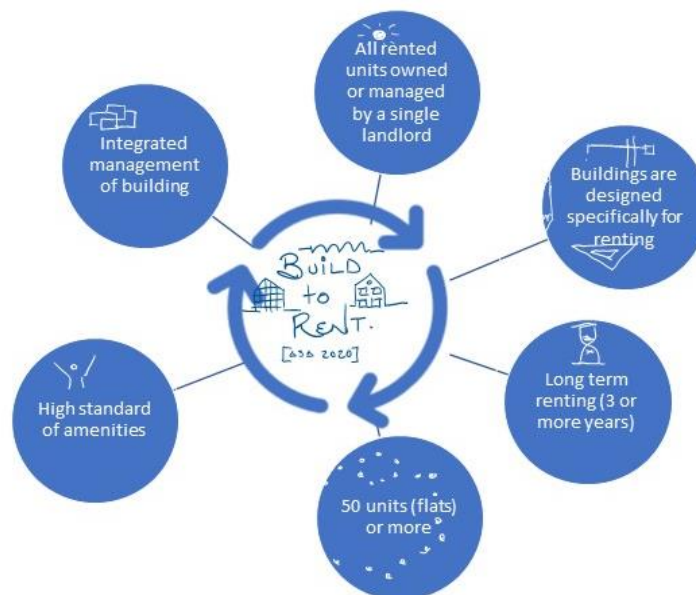 All rented
units owned
or managed
by a single
landlord
Integrated
management
of building
Buildings are
designed
specifically for
renting
BUILD
to
RENT.
High standard
of amenities
Long term
renting (3 or
more years)
50 units (flats)
or more